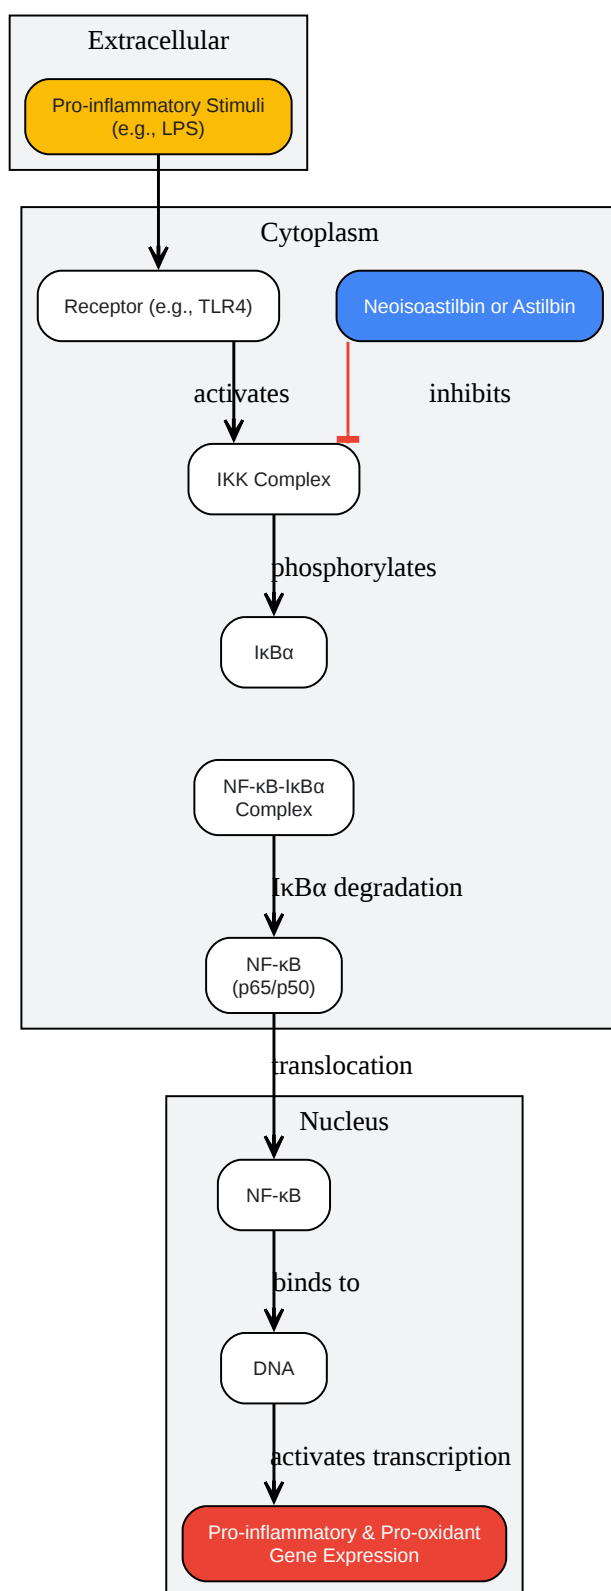 Extracellular
Pro-inflammatory Stimuli
(e.g., LPS)
Cytoplasm
Receptor (e.g., TLR4)
Neoisoastilbin or Astilbin
activates
inhibits
IKK Complex
phosphorylates
IκBα
NF-κB-IκBα
Complex
IκBα degradation
NF-κB
(p65/p50)
translocation
Nucleus
NF-κB
binds to
DNA
activates transcription
Pro-inflammatory & Pro-oxidant
Gene Expression